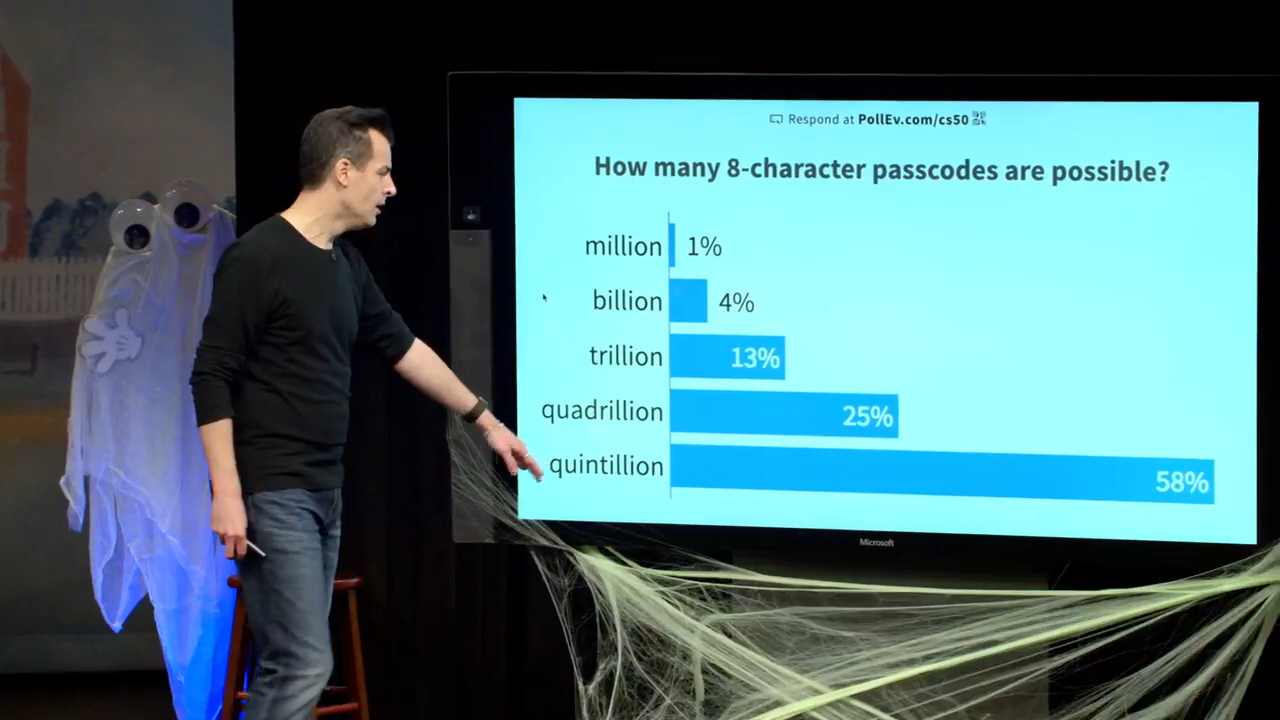 Respond at PollEv.com/cs50
How many 8-character passcodes are possible?
million 1%
billion 4%
trillion 13%
quadrillion 25%
quintillion 58%
Microsoft